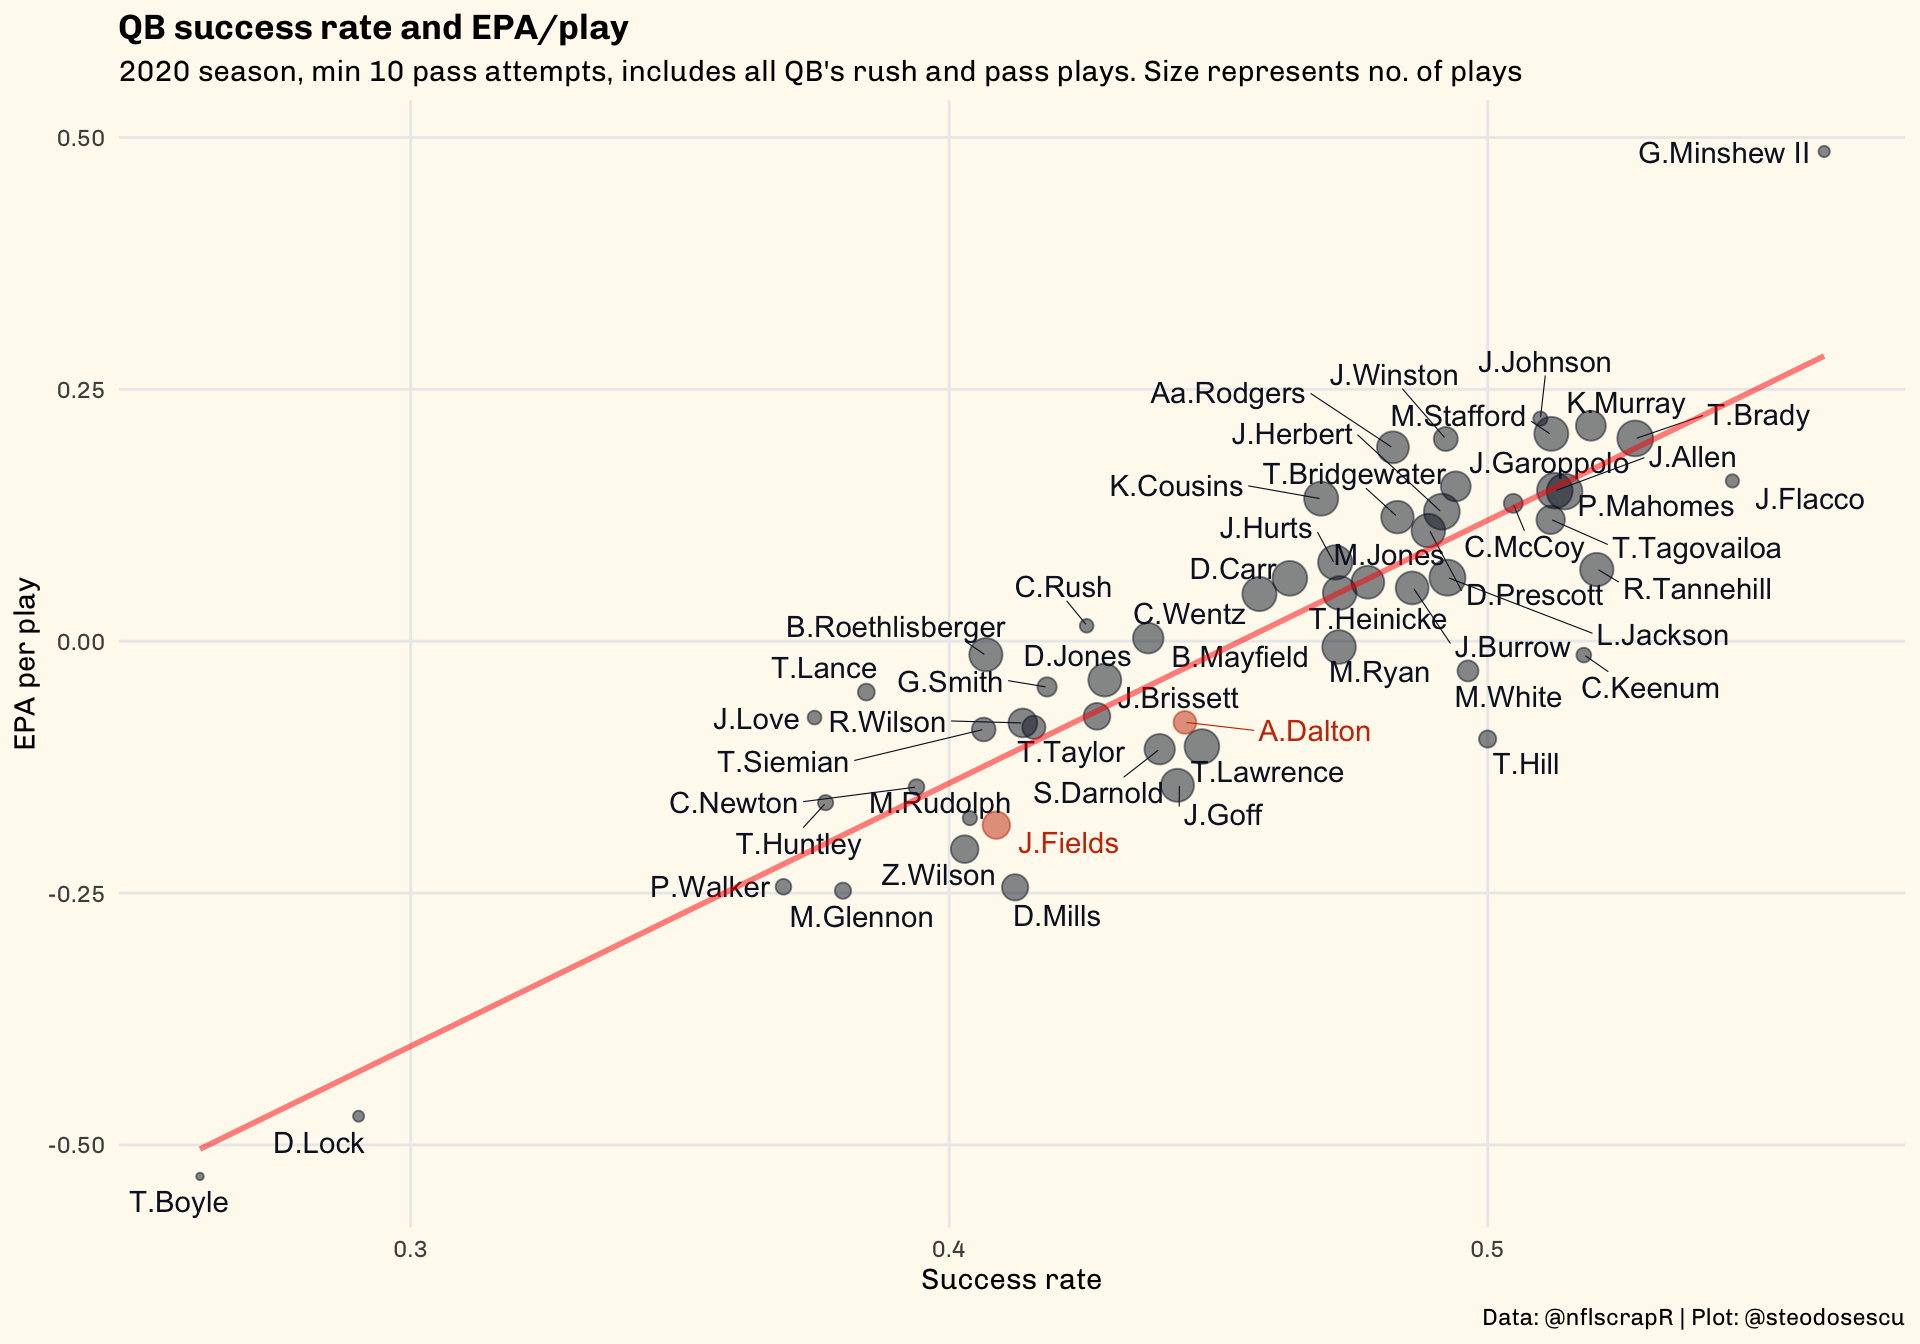 QB success rate and EPA/play
2020 season, min 10 pass attempts, includes all QB's rush and pass plays. Size represents no. of plays
0.50
G.Minshew II
J.Johnson
J.Winston
0.25
Aa.Rodgers
K.Murray
M.Stafford
T.Brady
J.Herbert
J.Garoppolo
J.Allen
T.Bridgewater
K.Cousins
J.Flacco
P.Mahomes
J.Hurts
M.Jones
C.McCoy
T.Tagovailoa
D.Carr
C.Rush
D.Prescott
R.Tannehill
C.Wentz
T.Heinicke
B.Roethlisberger
0.00
L.Jackson
D.Jones
B.Mayfield
J.Burrow
T.Lance
M.Ryan
G.Smith
C.Keenum
J.Brissett
M.White
J.Love
R.Wilson
A.Dalton
T.Siemian
T.Taylor
T.Lawrence
T.Hill
S.Darnold
C.Newton
M.Rudolph
J.Goff
T.Huntley
J.Fields
P.Walker
Z.Wilson
-0.25
M.Glennon
D.Mills
D.Lock
-0.50
T.Boyle
EPA per play
0.3
0.4
0.5
Success rate
Data: @nflscrapR | Plot: @steodosescu